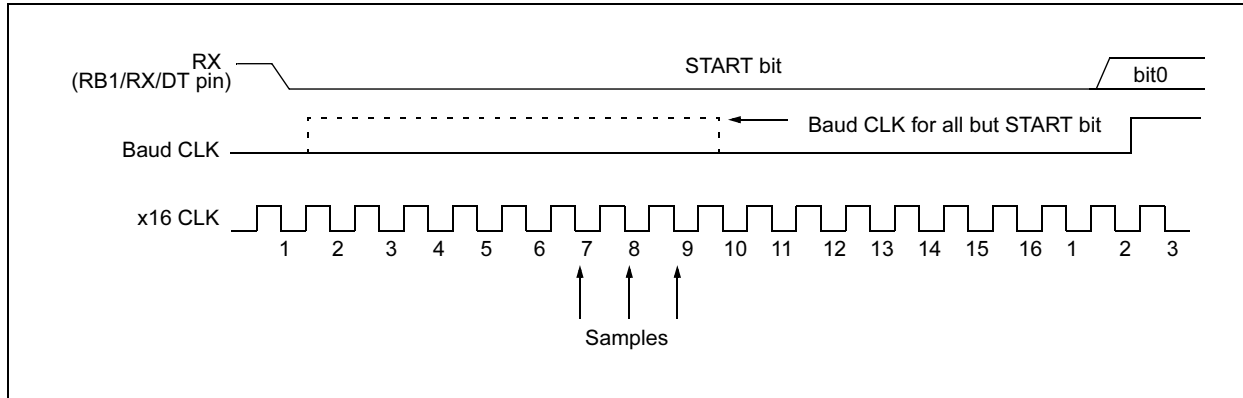 RX
(RB1/RX/DT pin)
START bit
bit0
Baud CLK for all but START bit
Baud CLK
x16 CLK
1 2 3 4 5 6 7 8 9 10 11 12 13 14 15 16 1 2 3
Samples